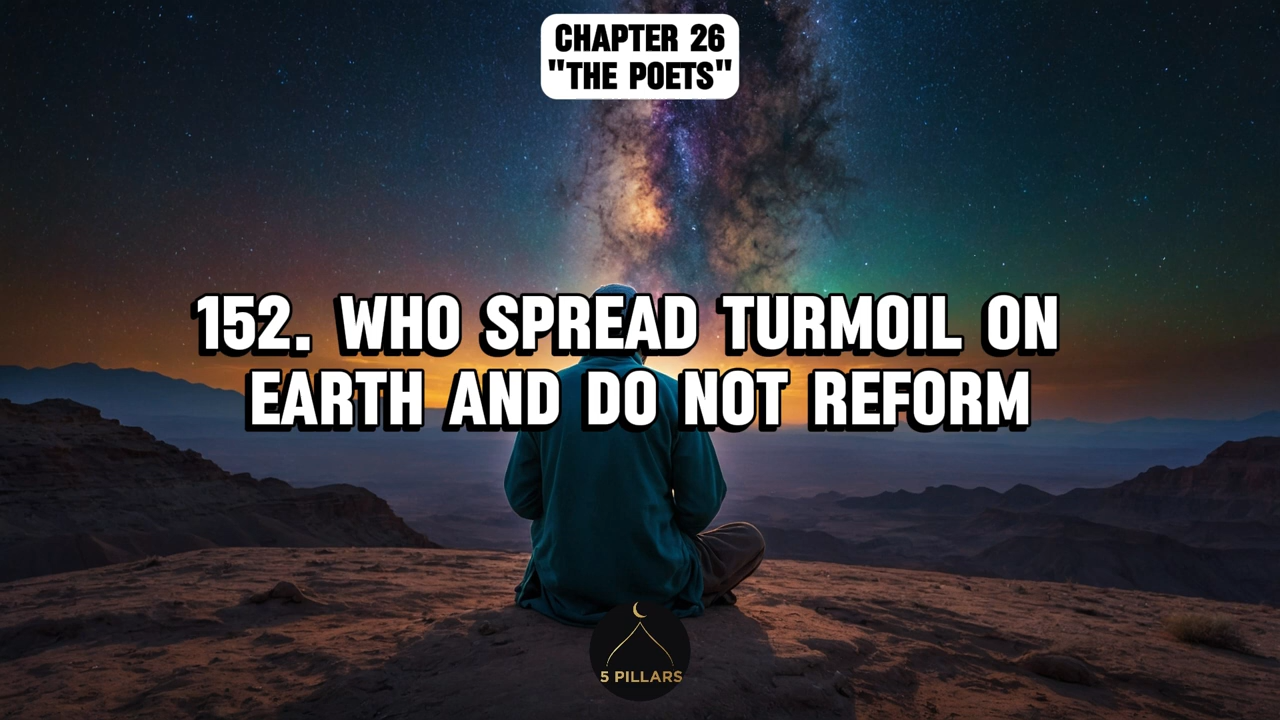 CHAPTER 26
"THE POETS"
152. WHO SPREAD TURMOIL ON
EARTH AND DO NOT REFORM
5 PILLARS